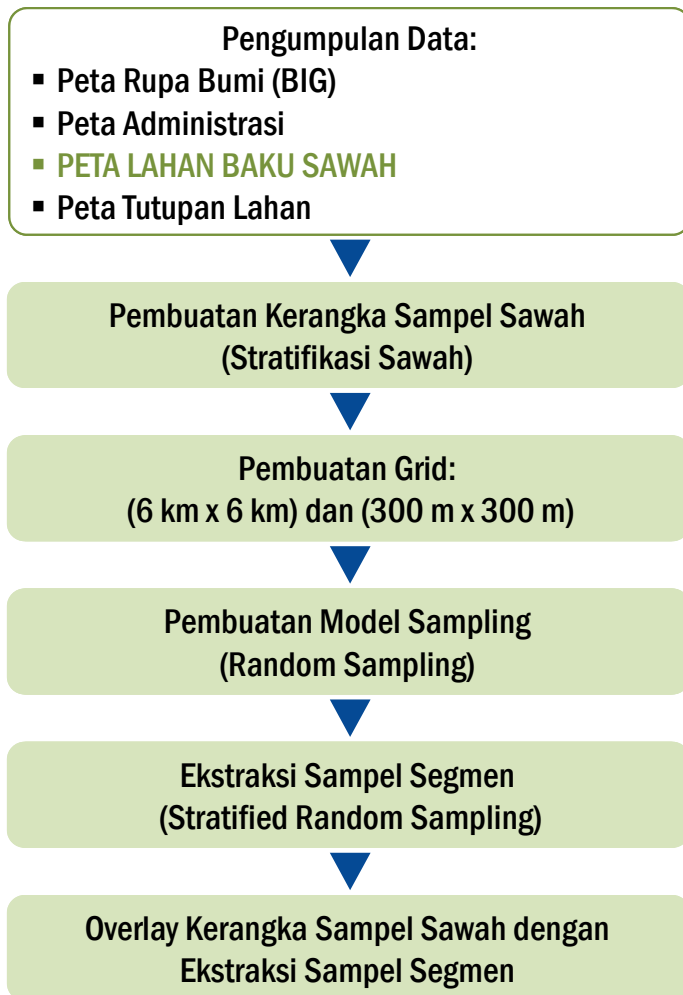 Pengumpulan Data:
▪ Peta Rupa Bumi (BIG)
▪ Peta Administrasi
▪ PETA LAHAN BAKU SAWAH
▪ Peta Tutupan Lahan
Pembuatan Kerangka Sampel Sawah
(Stratifikasi Sawah)
Pembuatan Grid:
(6 km x 6 km) dan (300 m x 300 m)
Pembuatan Model Sampling
(Random Sampling)
Ekstraksi Sampel Segmen
(Stratified Random Sampling)
Overlay Kerangka Sampel Sawah dengan
Ekstraksi Sampel Segmen